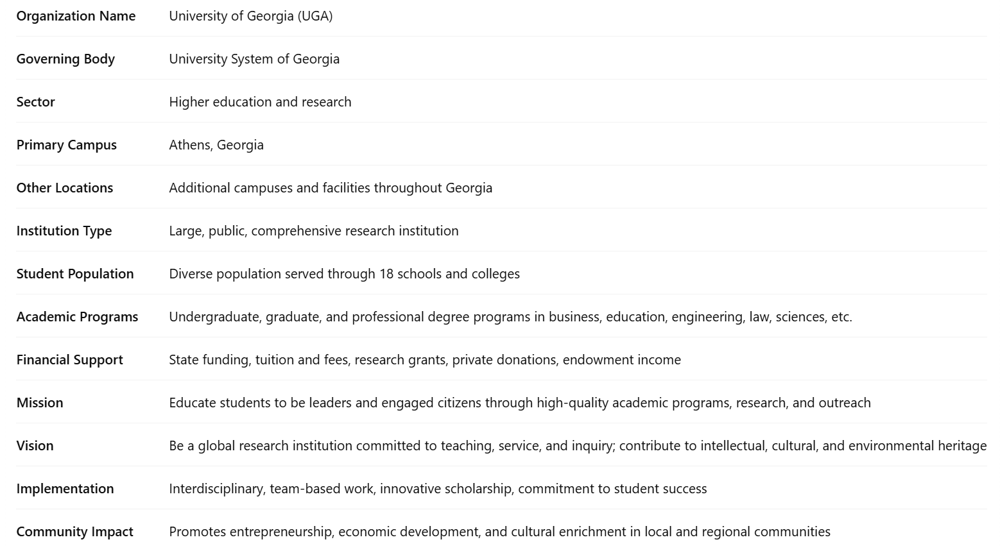 Organization Name University of Georgia (UGA)
Governing Body University System of Georgia
Sector Higher education and research
Primary Campus Athens, Georgia
Other Locations Additional campuses and facilities throughout Georgia
Institution Type Large, public, comprehensive research institution
Student Population Diverse population served through 18 schools and colleges
Academic Programs Undergraduate, graduate, and professional degree programs in business, education, engineering, law, sciences, etc.
Financial Support State funding, tuition and fees, research grants, private donations, endowment income
Mission Educate students to be leaders and engaged citizens through high-quality academic programs, research, and outreach
Vision Be a global research institution committed to teaching, service, and inquiry; contribute to intellectual, cultural, and environmental heritage
Implementation Interdisciplinary, team-based work, innovative scholarship, commitment to student success
Community Impact Promotes entrepreneurship, economic development, and cultural enrichment in local and regional communities